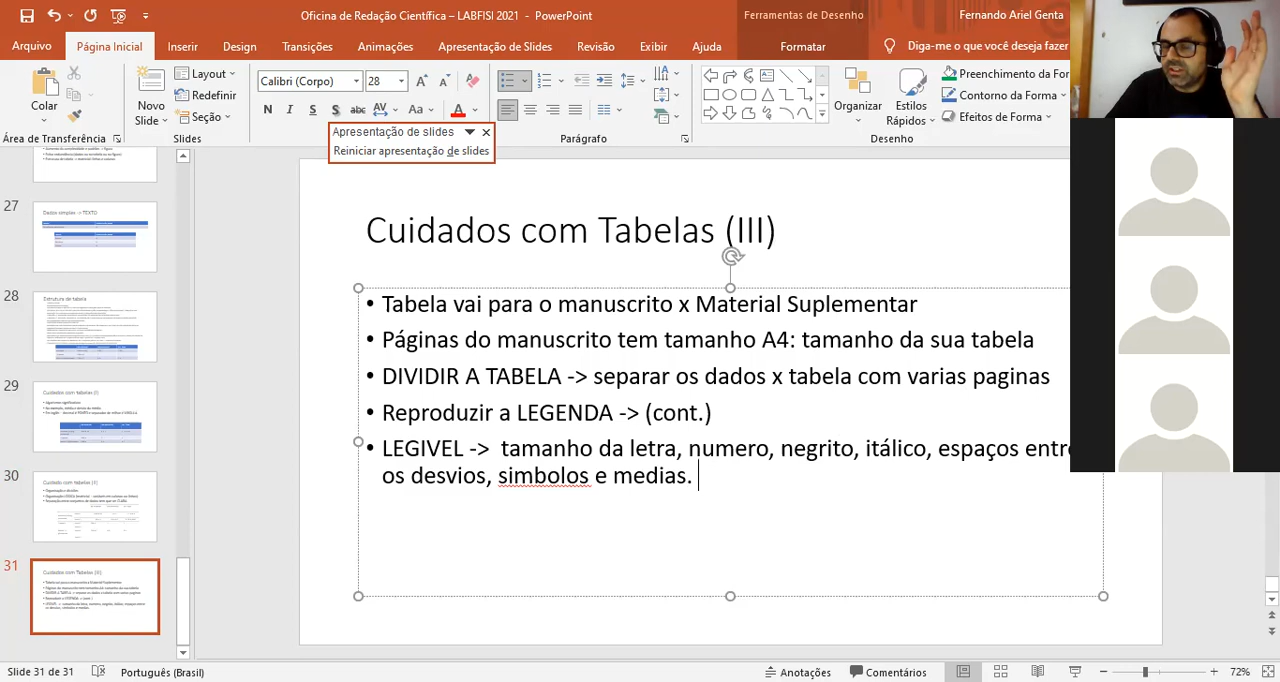 Oficina de Redação Científica – LABFISI 2021 - PowerPoint
Ferramentas de Desenho
Fernando Ariel Genta
Arquivo
Página Inicial
Inserir
Design
Transições
Animações
Apresentação de Slides
Revisão
Exibir
Ajuda
Formatar
Diga-me o que você deseja fazer
Colar
Novo
Slide
Layout
Redefinir
Seção
Calibri (Corpo)
28
N
I
S
S
abc
AV
Aa
A
Organizar
Estilos
Rápidos
Preenchimento da For
Contorno da Forma
Efeitos de Forma
Área de Transferência
Slides
Parágrafo
Desenho
Apresentação de slides
Reiniciar apresentação de slides
27
Dados simples -> TEXTO
28
Estrutura de tabela
29
Cuidados com tabelas (I)
30
Cuidado com tabelas (II)
31
Cuidados com Tabelas (III)
Cuidados com Tabelas (III)
• Tabela vai para o manuscrito x Material Suplementar
• Páginas do manuscrito tem tamanho A4: tamanho da sua tabela
• DIVIDIR A TABELA -> separar os dados x tabela com varias paginas
• Reproduzir a LEGENDA -> (cont.)
• LEGIVEL -> tamanho da letra, numero, negrito, itálico, espaços entre
os desvios, simbolos e medias.
Slide 31 de 31
Português (Brasil)
Anotações
Comentários
72%